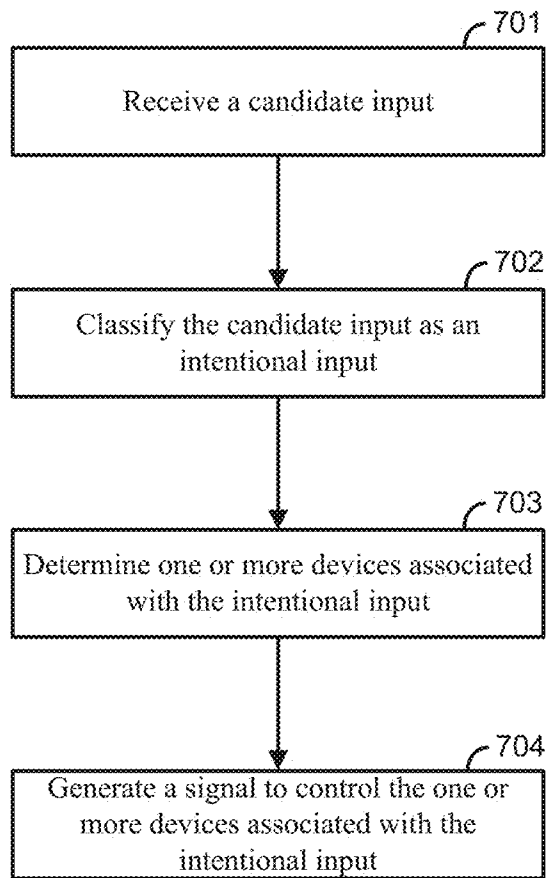 701
Receive a candidate input
702
Classify the candidate input as an
intentional input
703
Determine one or more devices associated
with the intentional input
704
Generate a signal to control the one or
more devices associated with the
intentional input